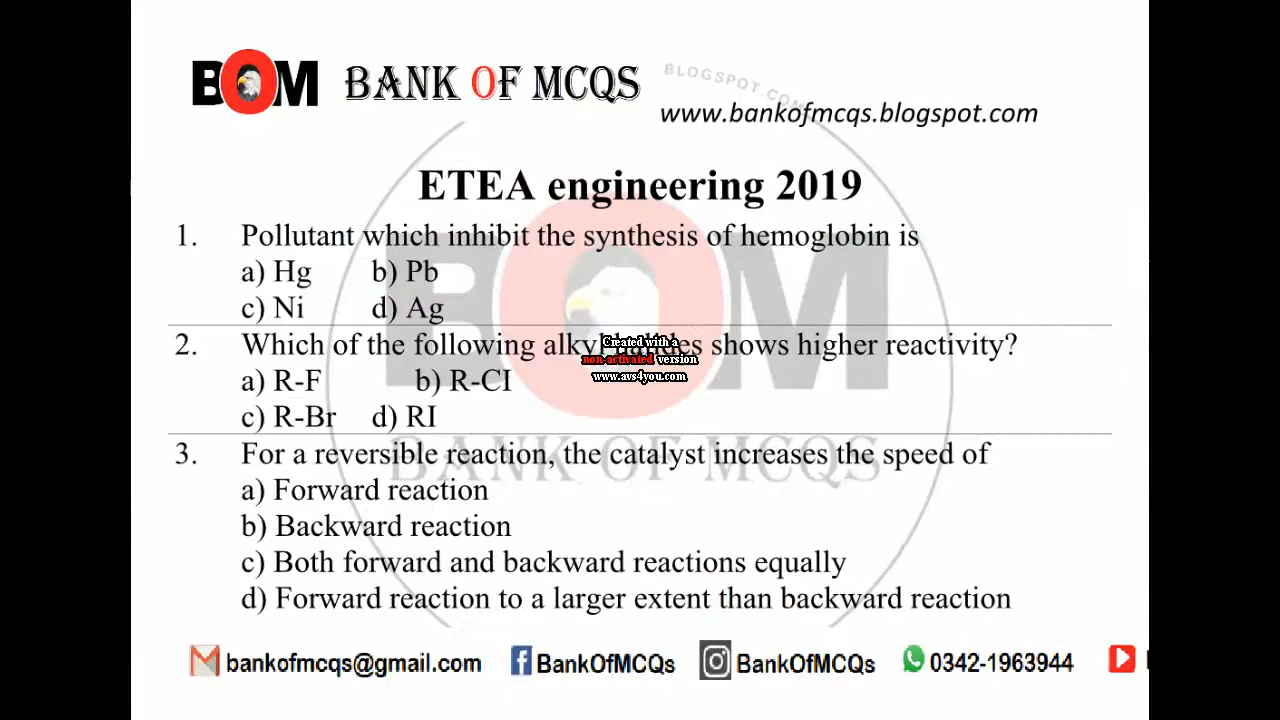 BOM BANK OF MCQS
BLOGSPOT.COM
www.bankofmcqs.blogspot.com
ETEA engineering 2019
1. Pollutant which inhibit the synthesis of hemoglobin is
a) Hg b) Pb
c) Ni d) Ag
2. Which of the following alkyl halides shows higher reactivity?
Created with a
non-activated version
www.avs4you.com
a) R-F b) R-CI
c) R-Br d) RI
3. For a reversible reaction, the catalyst increases the speed of
BOM
BANK OF MCQS
a) Forward reaction
b) Backward reaction
c) Both forward and backward reactions equally
d) Forward reaction to a larger extent than backward reaction
bankofmcqs@gmail.com BankOfMCQs BankOfMCQs 0342-1963944